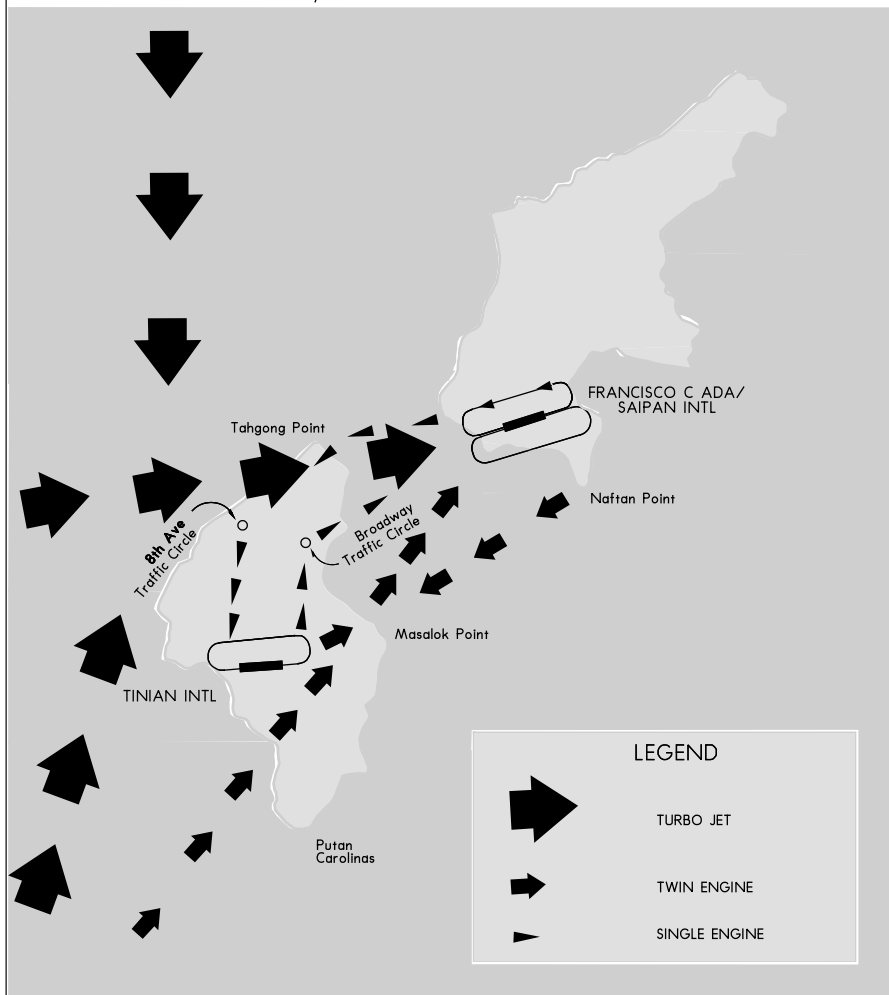 FRANCISCO C ADA/
SAIPAN INTL
Tahgong Point
Naftan Point
8th Ave
Traffic Circle
Broadway
Traffic Circle
Masalok Point
TINIAN INTL
Putan
Carolinas
LEGEND
TURBO JET
TWIN ENGINE
SINGLE ENGINE